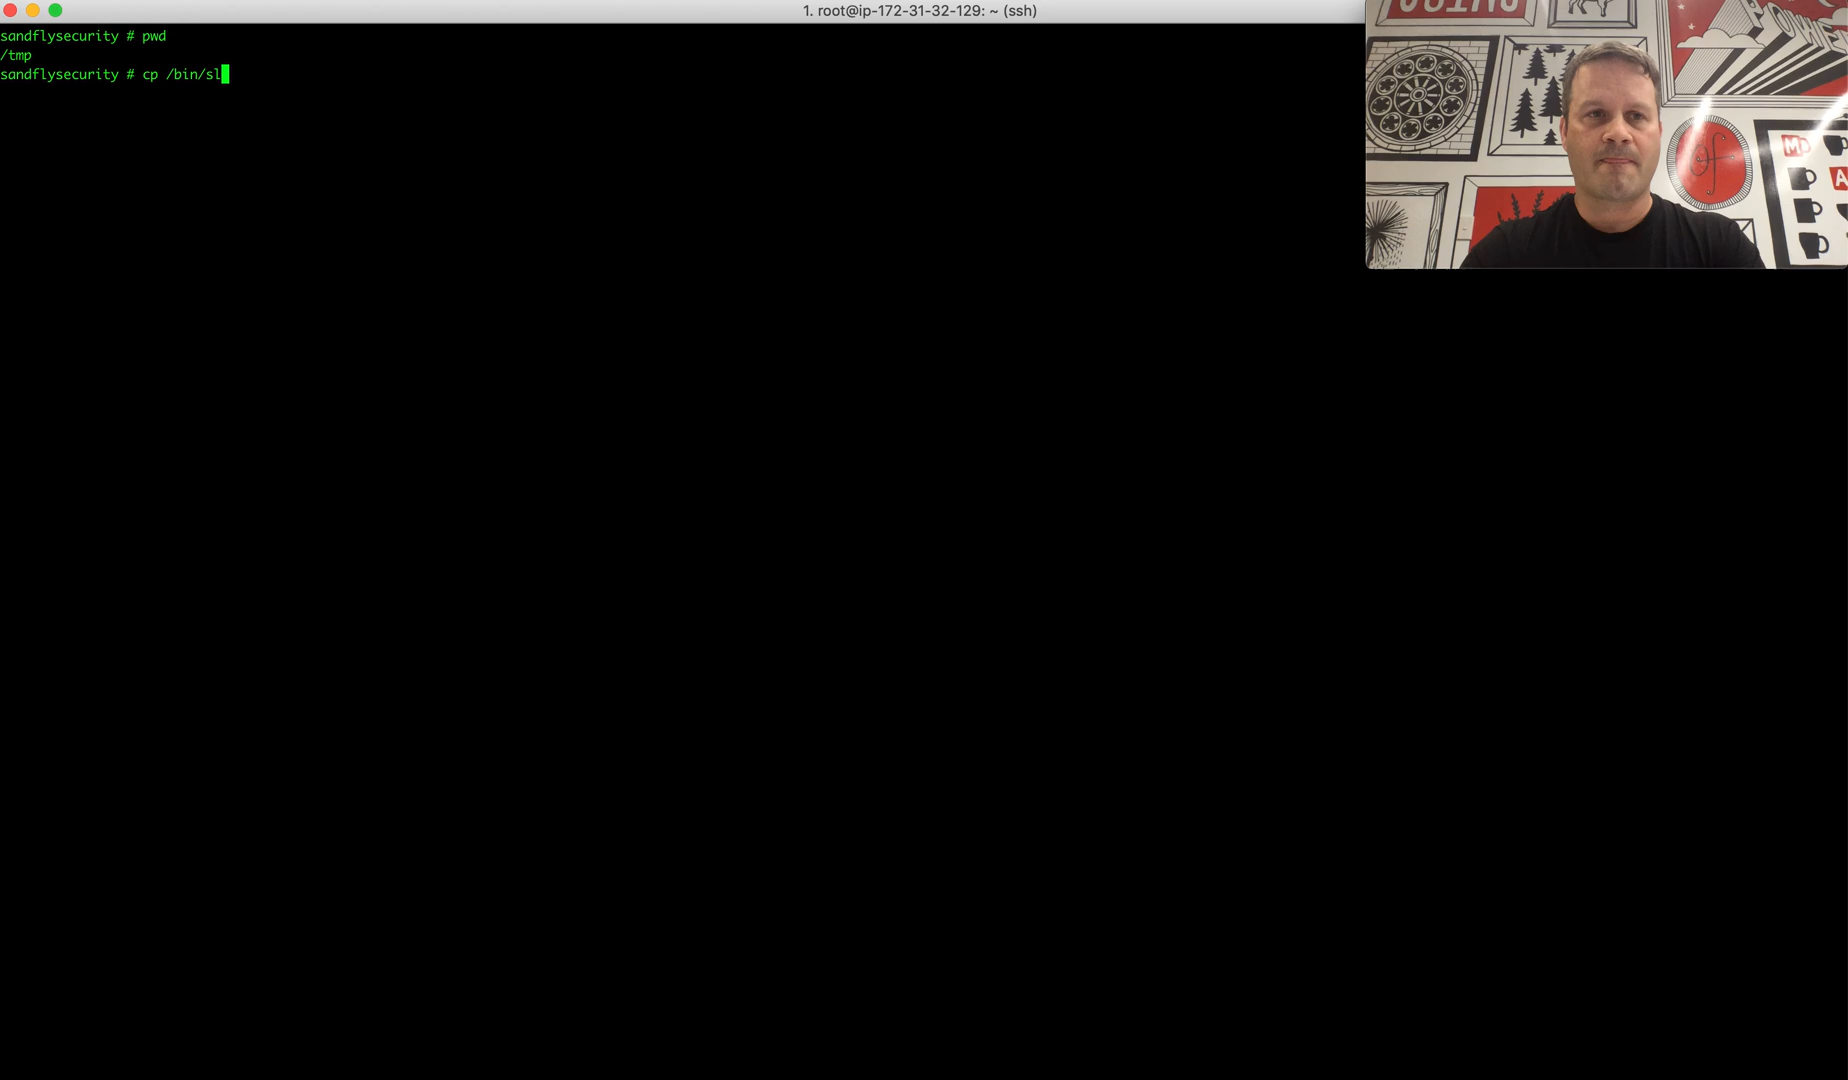 1. root@ip-172-31-32-129: ~ (ssh)
sandflysecurity # pwd
/tmp
sandflysecurity # cp /bin/sl